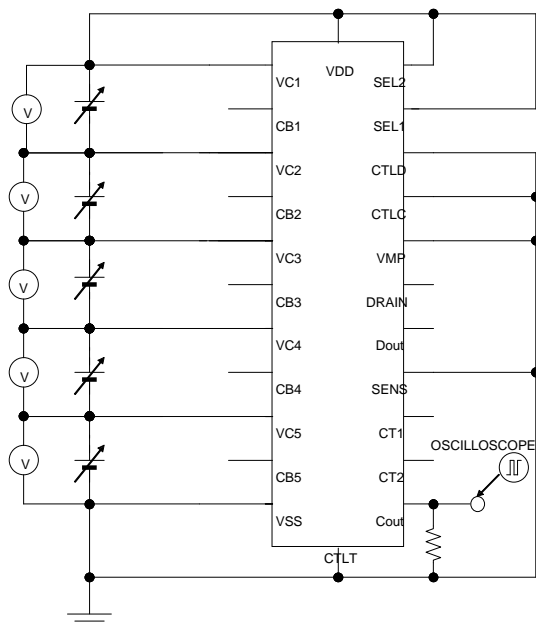 VDD
VC1
SEL2
V
CB1
SEL1
VC2
CTLD
V
CB2
CTLC
VC3
VMP
V
CB3
DRAIN
VC4
Dout
V
CB4
SENS
VC5
CT1
OSCILLOSCOPE
V
CB5
CT2
VSS
Cout
CTLT